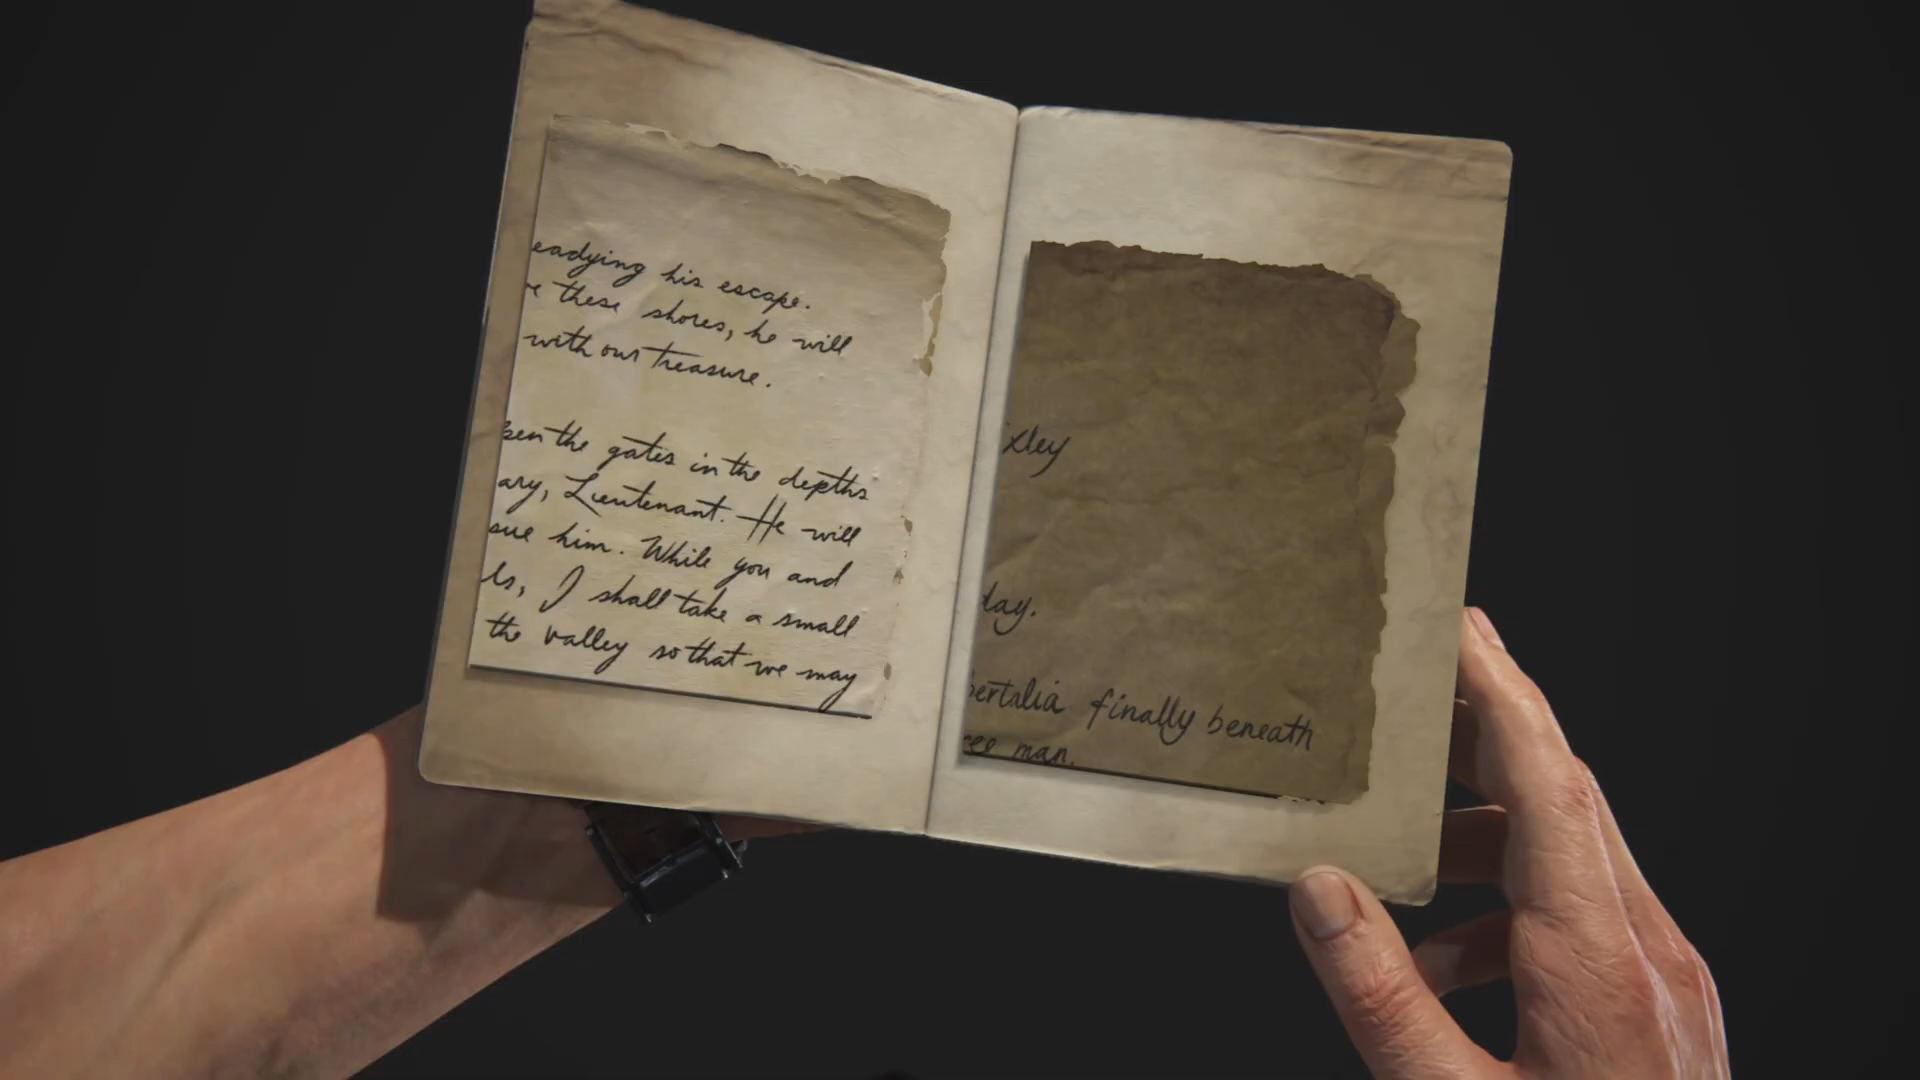 eadying his escape.
e these shores, he will
with our treasure.
pen the gates in the depths
ary, Lieutenant. He will
sue him. While you and
ls, I shall take a small
the valley so that we may
xley
day.
bertalia finally beneath
ree man.